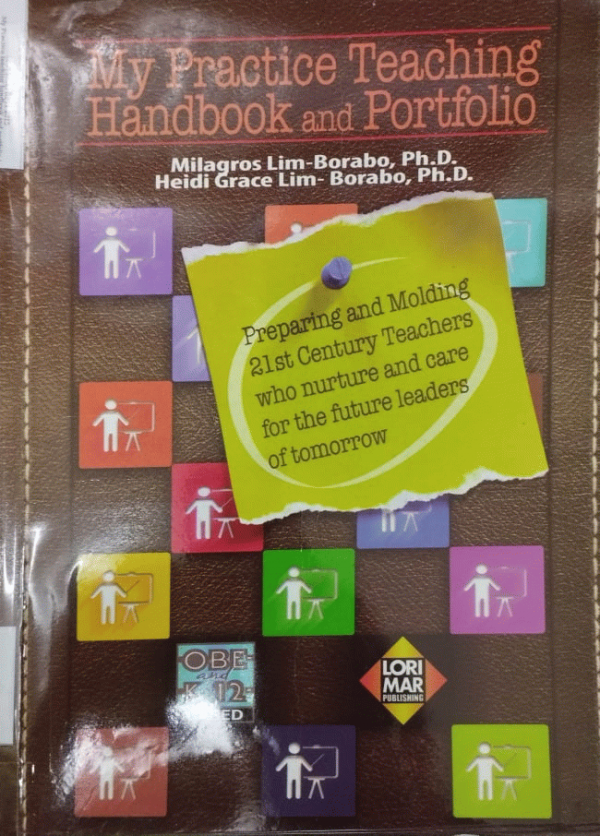 My Practice Teaching
Handbook and Portfolio
Milagros Lim-Borabo, Ph.D.
Heidi Grace Lim- Borabo, Ph.D.
Preparing and Molding
21st Century Teachers
who nurture and care
for the future leaders
of tomorrow
OBE
and
K-12
LORI
MAR
PUBLISHING